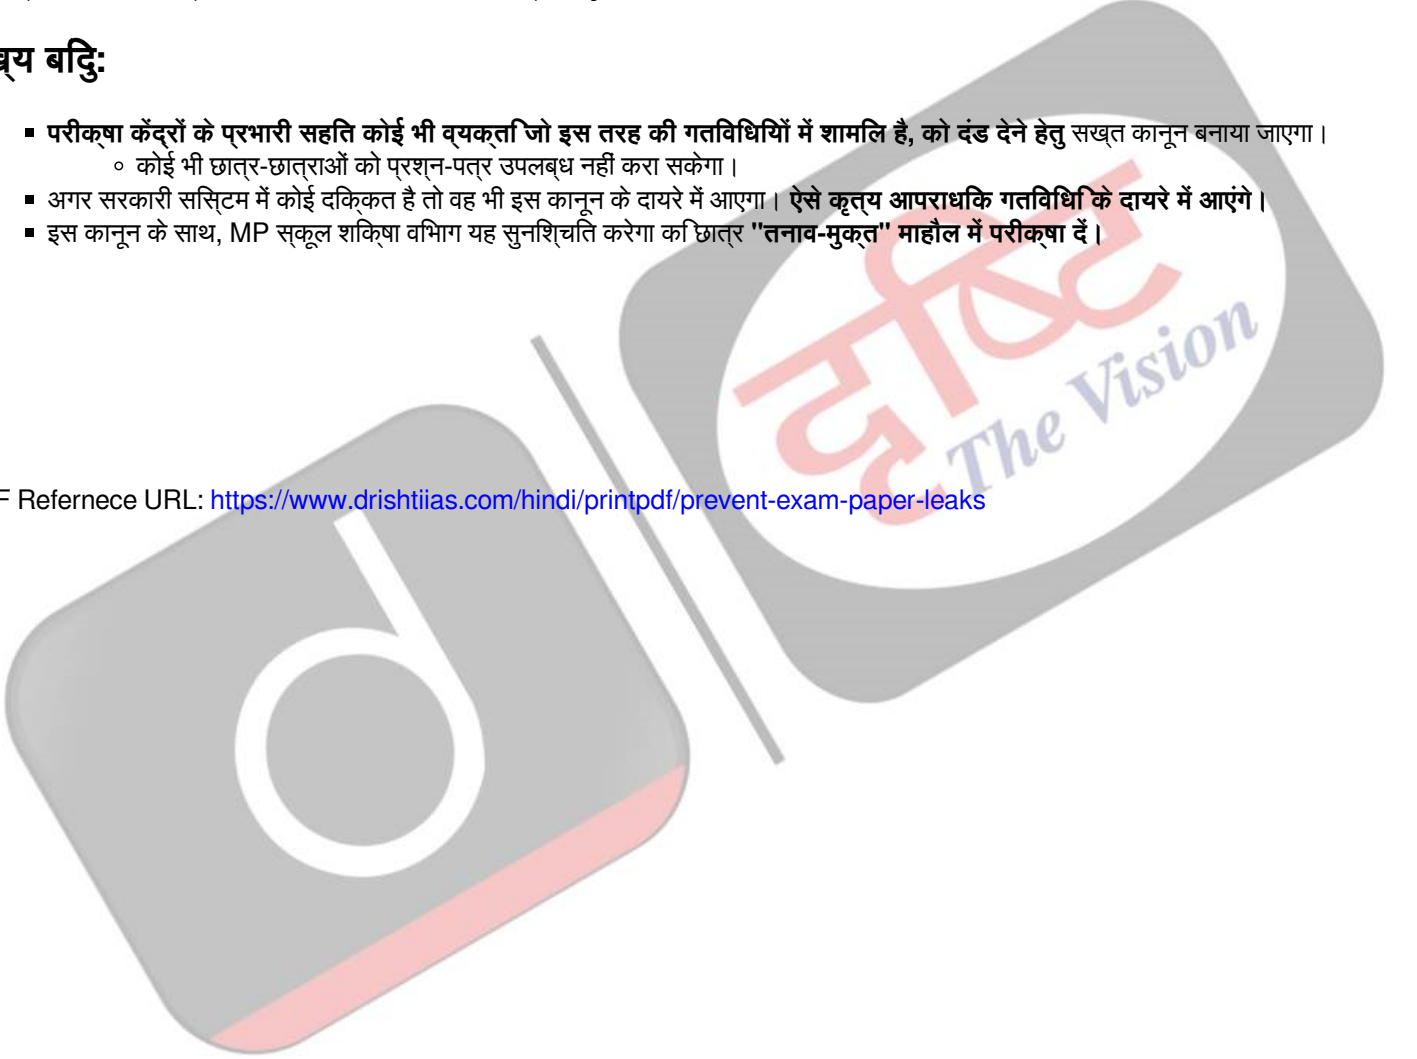 ख्य बिंदु:
परीक्षा केंद्रों के प्रभारी सहित कोई भी व्यक्ति जो इस तरह की गतिविधियों में शामिल है, को दंड देने हेतु सख्त कानून बनाया जाएगा।
कोई भी छात्र-छात्राओं को प्रश्न-पत्र उपलब्ध नहीं करा सकेगा।
अगर सरकारी सिस्टम में कोई दिक्कत है तो वह भी इस कानून के दायरे में आएगा। ऐसे कृत्य आपराधिक गतिविधि के दायरे में आएंगे।
इस कानून के साथ, MP स्कूल शिक्षा विभाग यह सुनिश्चित करेगा कि छात्र "तनाव-मुक्त" माहौल में परीक्षा दें।
दृष्टि
The Vision
F Refernece URL: https://www.drishtiias.com/hindi/printpdf/prevent-exam-paper-leaks
d